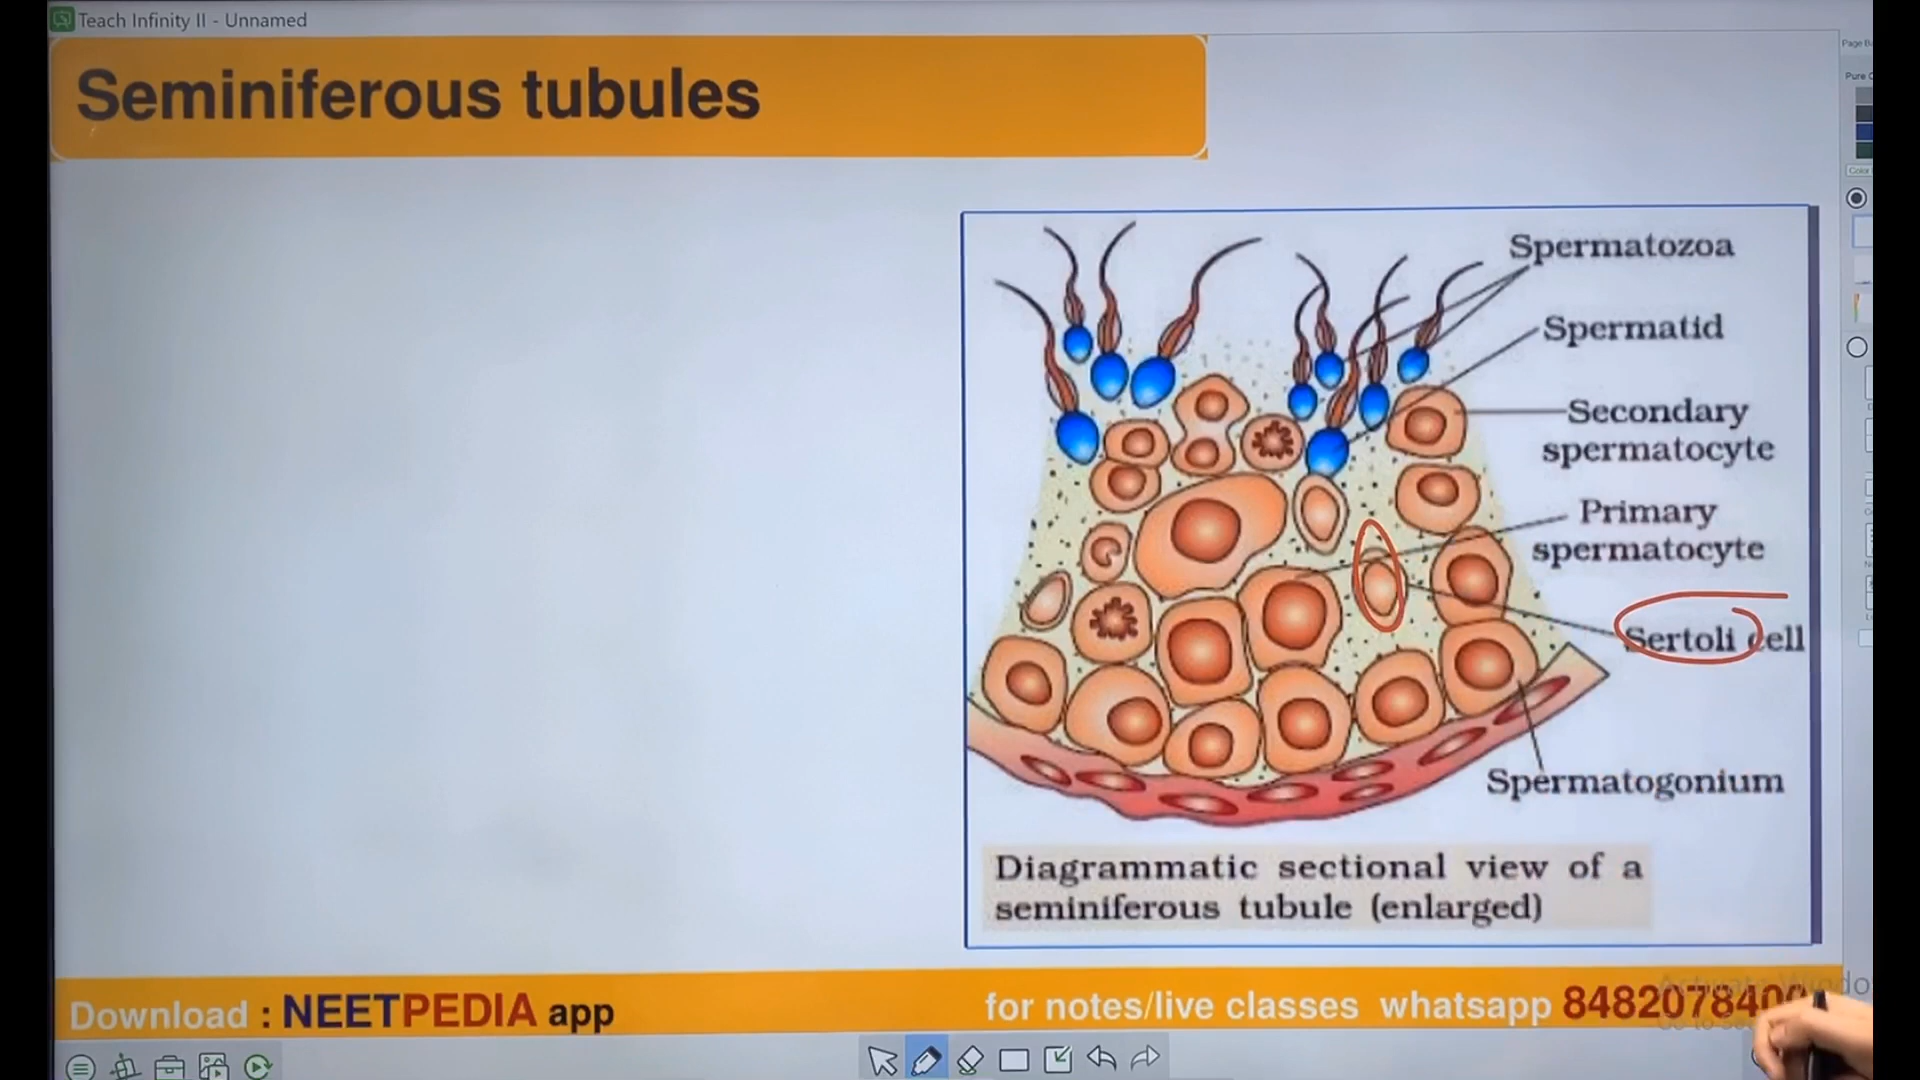 Teach Infinity II - Unnamed
Seminiferous tubules
Spermatozoa
Spermatid
Secondary
spermatocyte
Primary
spermatocyte
Sertoli cell
Spermatogonium
Diagrammatic sectional view of a
seminiferous tubule (enlarged)
Download : NEETPEDIA app
for notes/live classes whatsapp